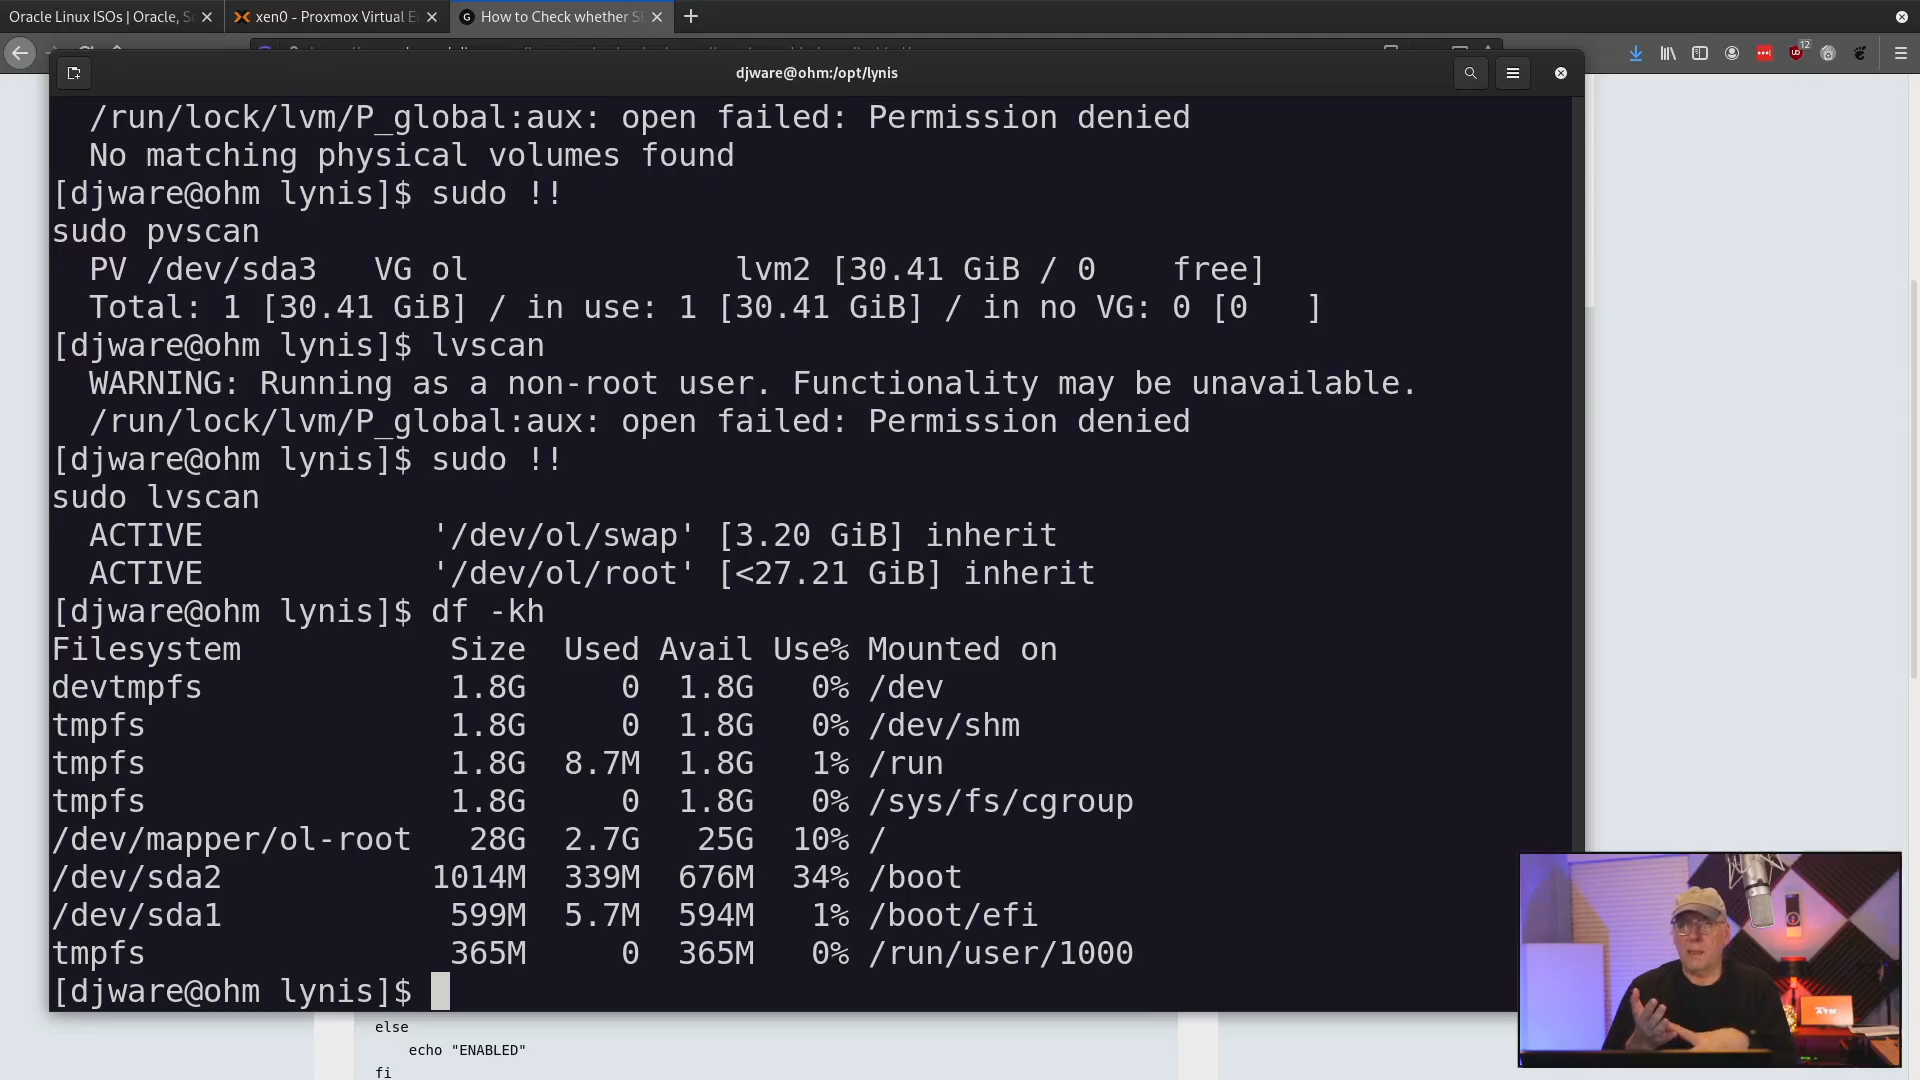 Oracle Linux ISOs | Oracle, S
xen0 - Proxmox Virtual E
How to Check whether S
12
djware@ohm:/opt/lynis
/run/lock/lvm/P_global:aux: open failed: Permission denied
No matching physical volumes found
[djware@ohm lynis]$ sudo !!
sudo pvscan
PV /dev/sda3   VG ol              lvm2 [30.41 GiB / 0    free]
Total: 1 [30.41 GiB] / in use: 1 [30.41 GiB] / in no VG: 0 [0   ]
[djware@ohm lynis]$ lvscan
WARNING: Running as a non-root user. Functionality may be unavailable.
/run/lock/lvm/P_global:aux: open failed: Permission denied
[djware@ohm lynis]$ sudo !!
sudo lvscan
ACTIVE            '/dev/ol/swap' [3.20 GiB] inherit
ACTIVE            '/dev/ol/root' [<27.21 GiB] inherit
[djware@ohm lynis]$ df -kh
Filesystem           Size  Used Avail Use% Mounted on
devtmpfs             1.8G     0  1.8G   0% /dev
tmpfs                1.8G     0  1.8G   0% /dev/shm
tmpfs                1.8G  8.7M  1.8G   1% /run
tmpfs                1.8G     0  1.8G   0% /sys/fs/cgroup
/dev/mapper/ol-root   28G  2.7G   25G  10% /
/dev/sda2           1014M  339M  676M  34% /boot
/dev/sda1            599M  5.7M  594M   1% /boot/efi
tmpfs                365M     0  365M   0% /run/user/1000
[djware@ohm lynis]$
else
echo "ENABLED"
fi